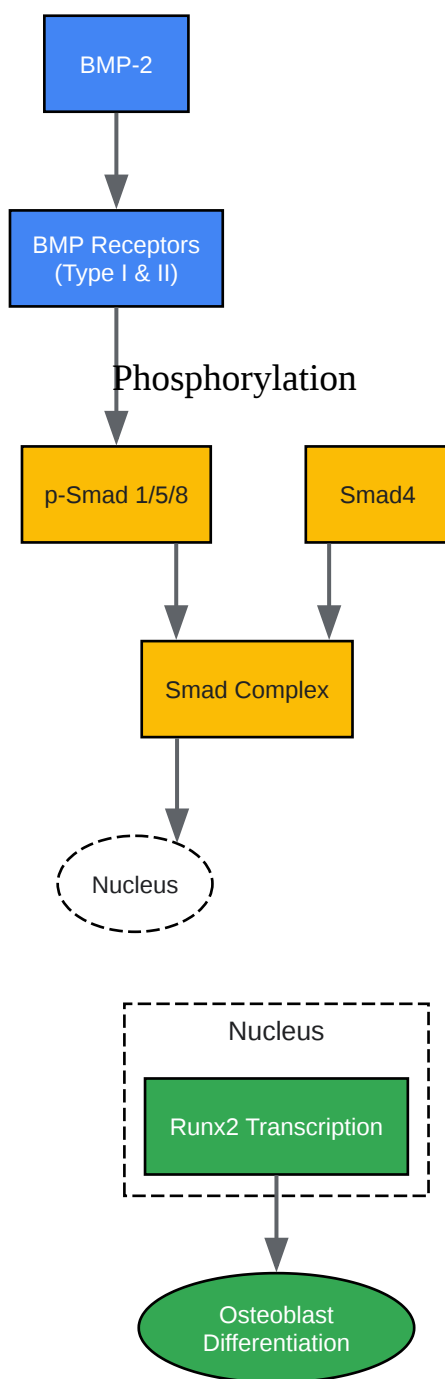 BMP-2
BMP Receptors
(Type I & II)
Phosphorylation
p-Smad 1/5/8
Smad4
Smad Complex
Nucleus
Nucleus
Runx2 Transcription
Osteoblast
Differentiation